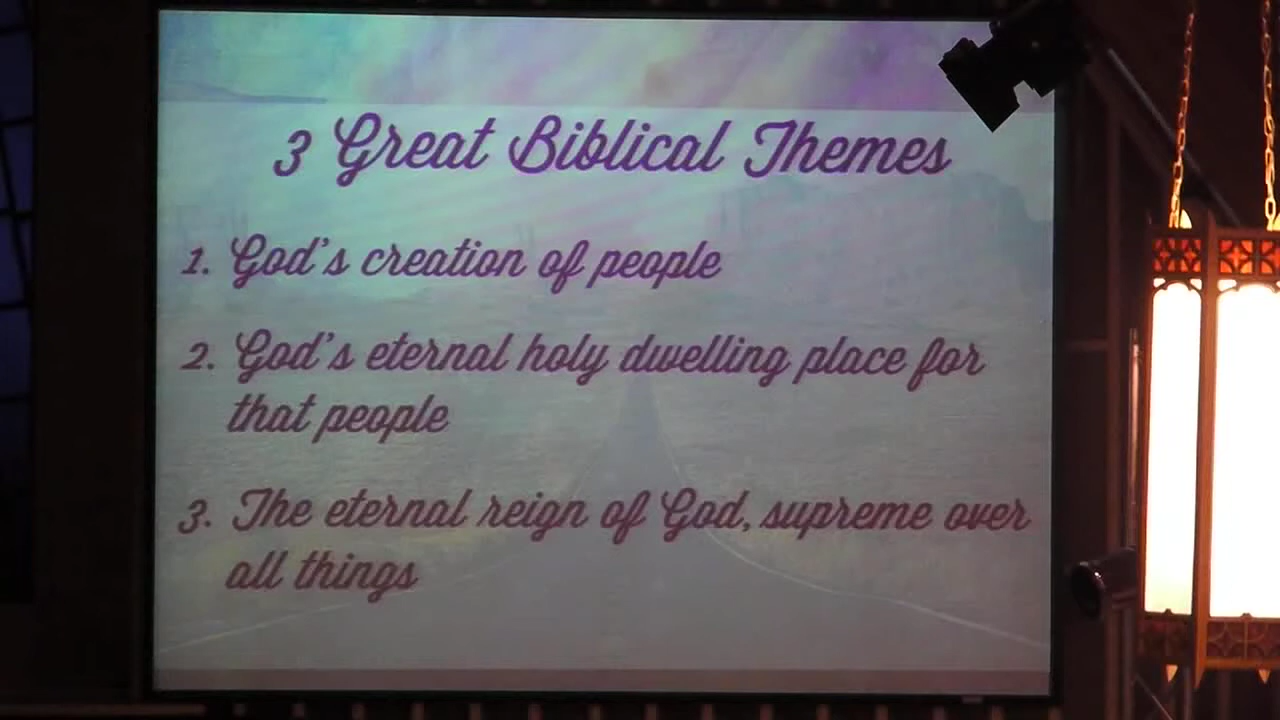 3 Great Biblical Themes
1. God's creation of people
2. God's eternal holy dwelling place for
that people
3. The eternal reign of God, supreme over
all things